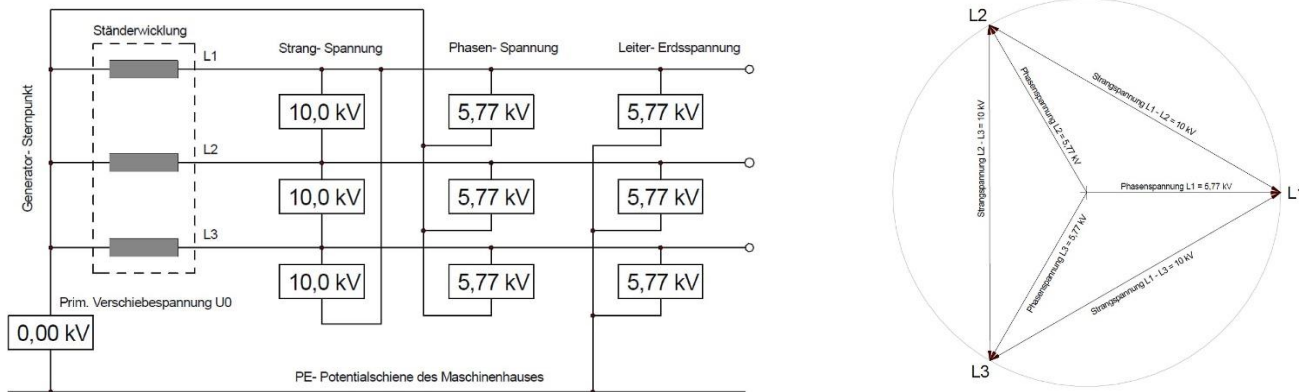 Ständerwicklung
L1
Strang- Spannung
Phasen- Spannung
Leiter- Erdsspannung
10,0 kV
5,77 kV
5,77 kV
L2
10,0 kV
5,77 kV
5,77 kV
L3
10,0 kV
5,77 kV
5,77 kV
Generator- Sternpunkt
Prim. Verschiebespannung U0
0,00 kV
PE- Potentialschiene des Maschinenhauses
L2
Strangspannung L1 - L2 = 10 kV
Phasenspannung L2 = 5,77 kV
Strangspannung L2 - L3 = 10 kV
Phasenspannung L1 = 5,77 kV
L1
Phasenspannung L3 = 5,77 kV
Strangspannung L1 - L3 = 10 kV
L3